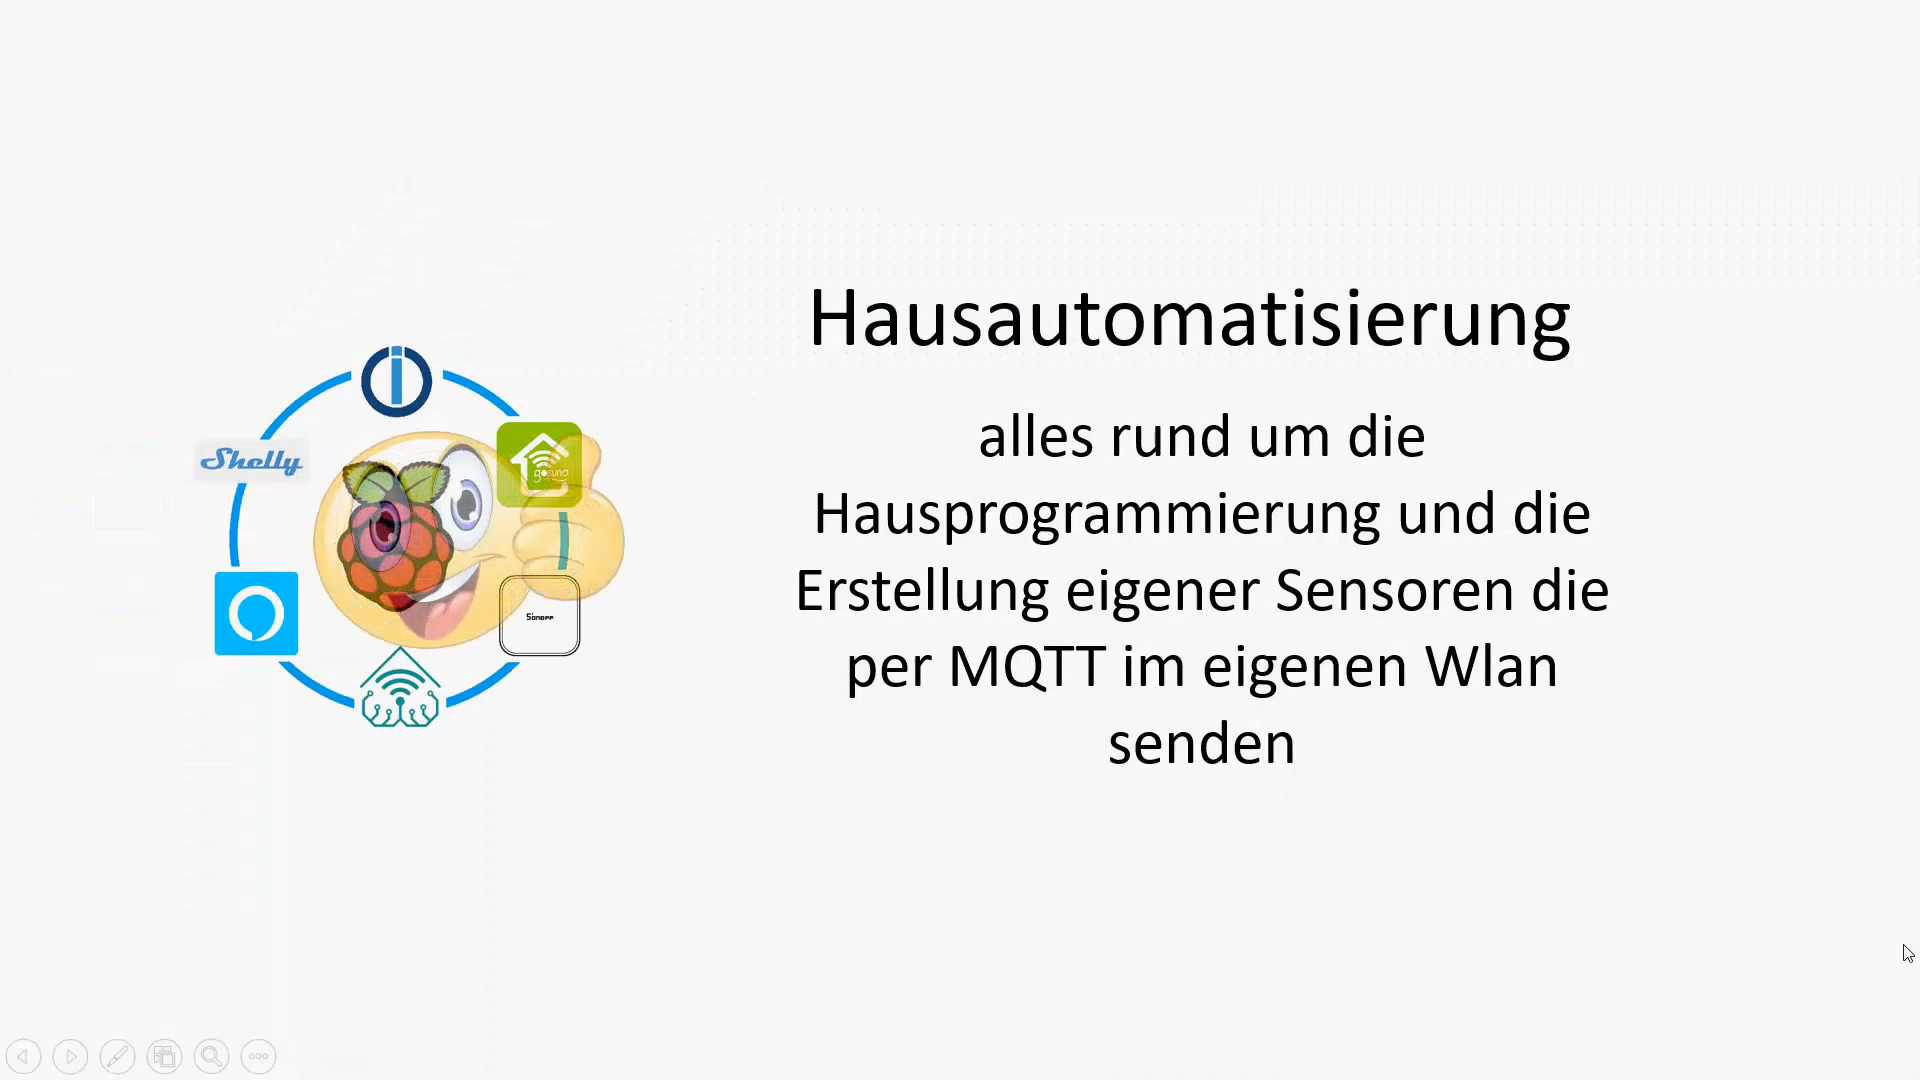 Hausautomatisierung
alles rund um die
Hausprogrammierung und die
Erstellung eigener Sensoren die
per MQTT im eigenen Wlan
senden
Shelly
gosund
SONOFF